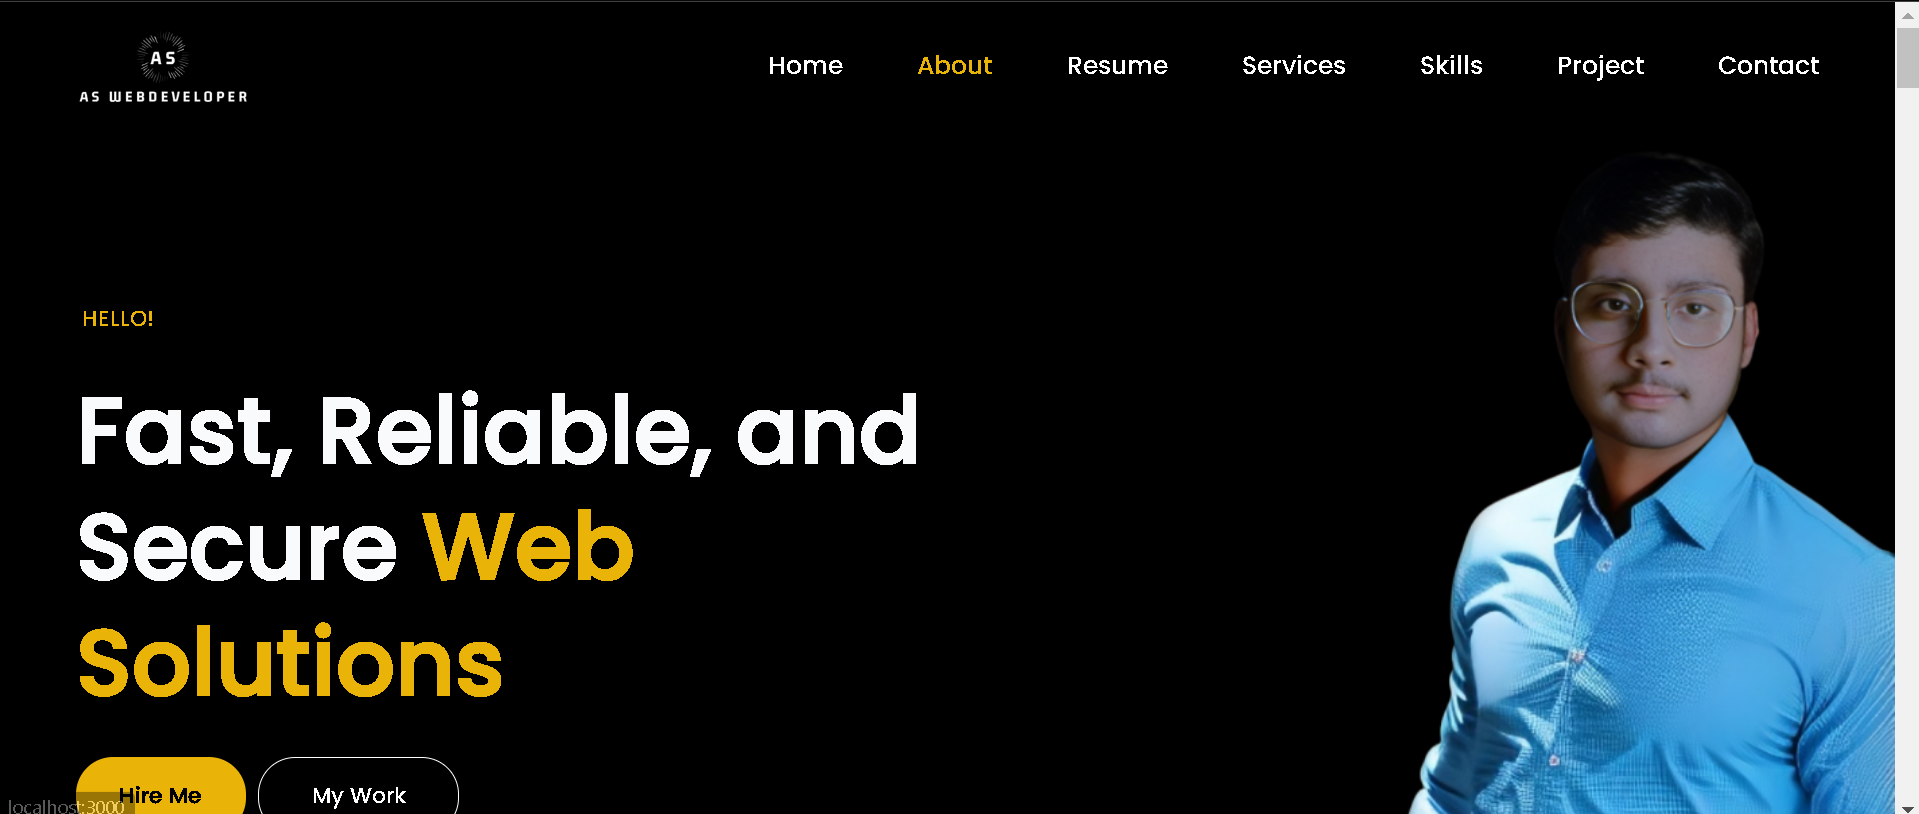 AS
AS WEBDEVELOPER
Home About Resume Services Skills Project Contact
HELLO!
Fast, Reliable, and
Secure Web
Solutions
Hire Me My Work
localhost:3000